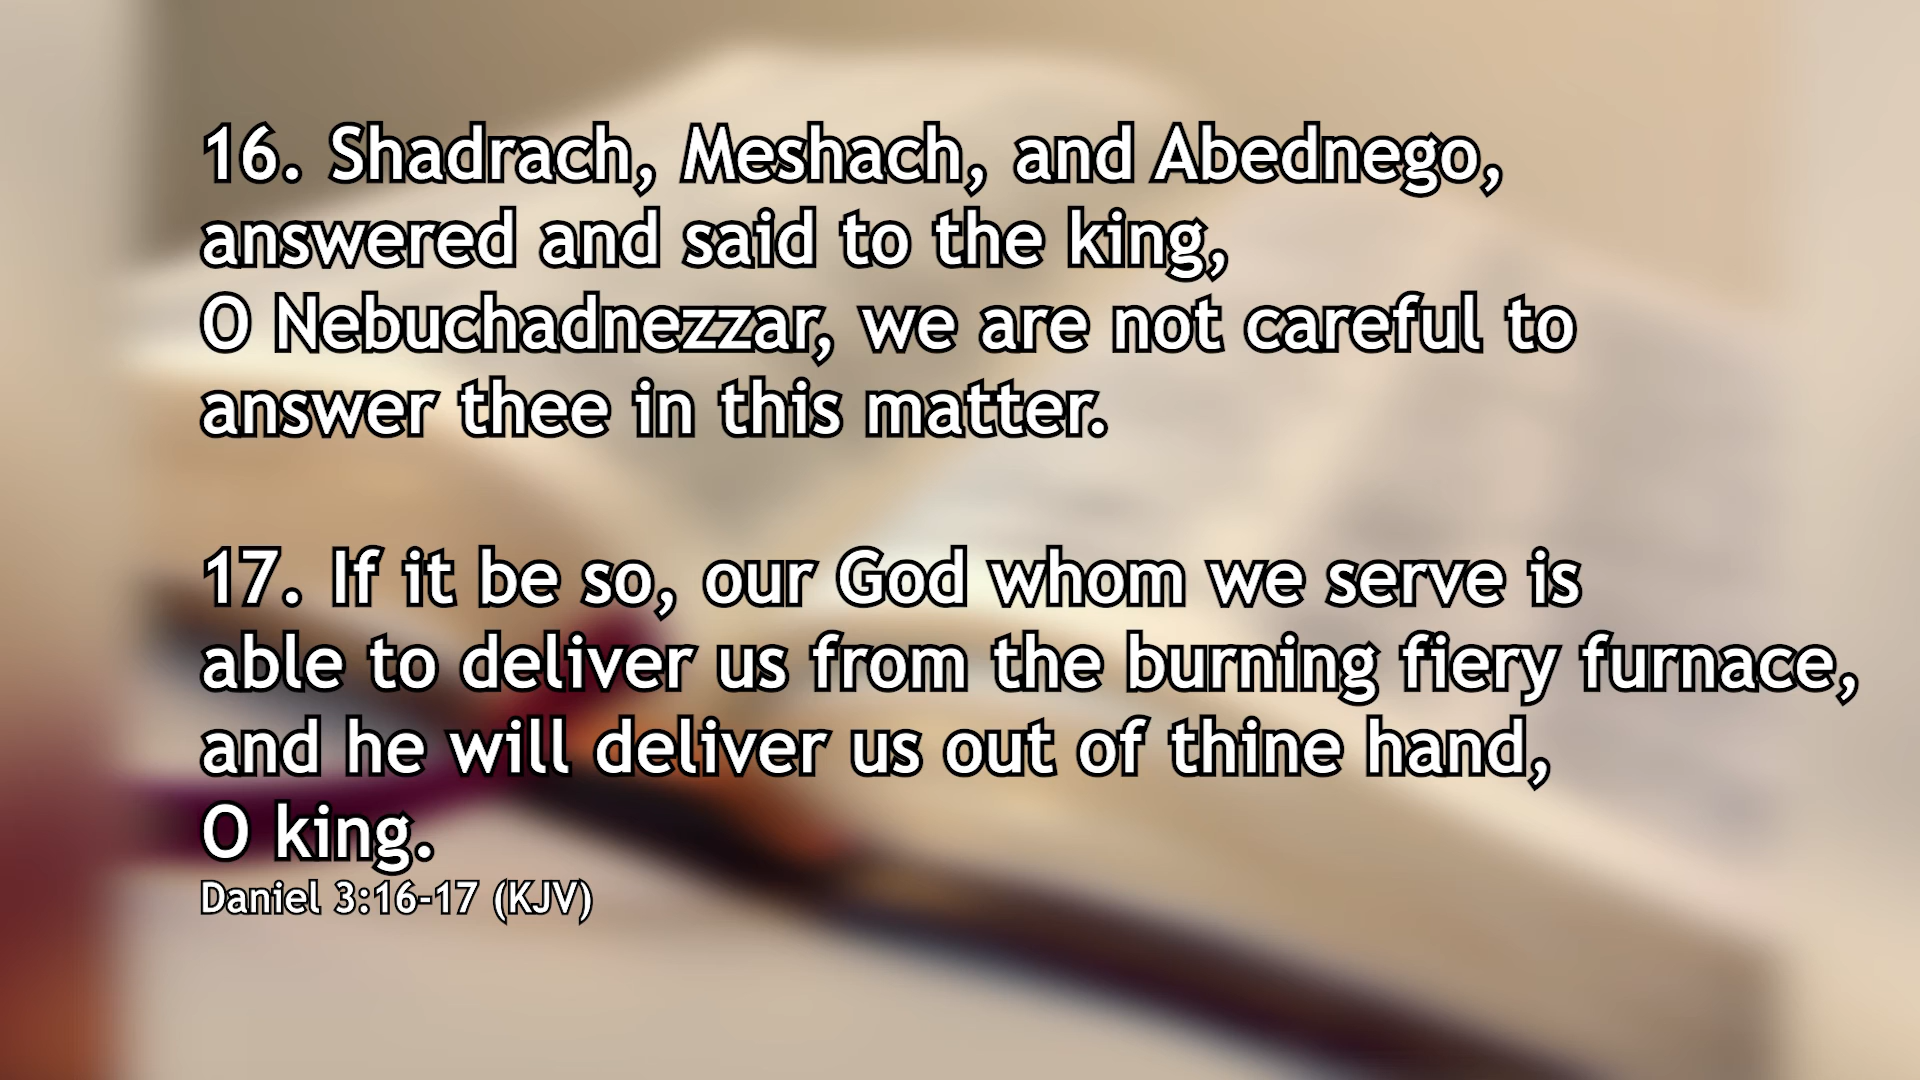 16. Shadrach, Meshach, and Abednego,
answered and said to the king,
O Nebuchadnezzar, we are not careful to
answer thee in this matter.
17. If it be so, our God whom we serve is
able to deliver us from the burning fiery furnace,
and he will deliver us out of thine hand,
O king.
Daniel 3:16-17 (KJV)